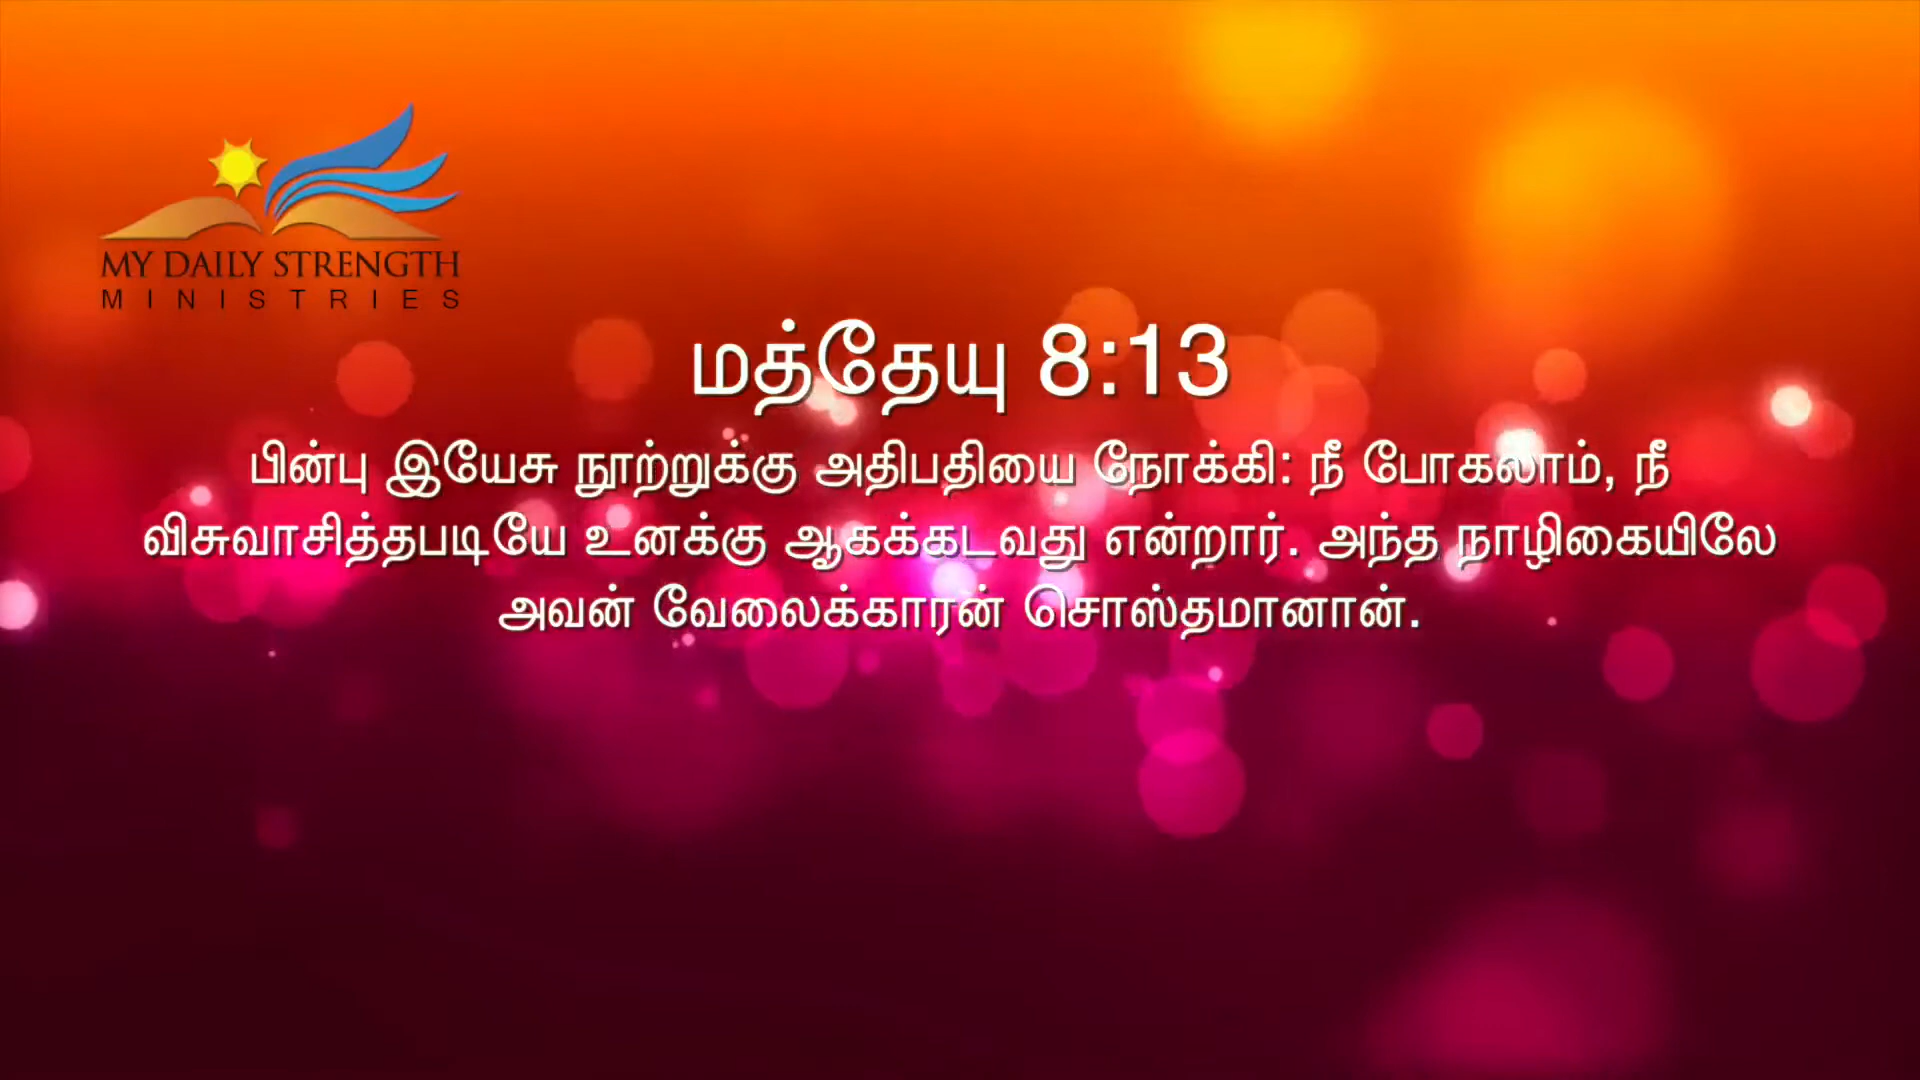 MY DAILY STRENGTH
MINISTRIES
மத்தேயு 8:13
பின்பு இயேசு நூற்றுக்கு அதிபதியை நோக்கி: நீ போகலாம், நீ
விசுவாசித்தபடியே உனக்கு ஆகக்கடவது என்றார். அந்த நாழிகையிலே
அவன் வேலைக்காரன் சொஸ்தமானான்.